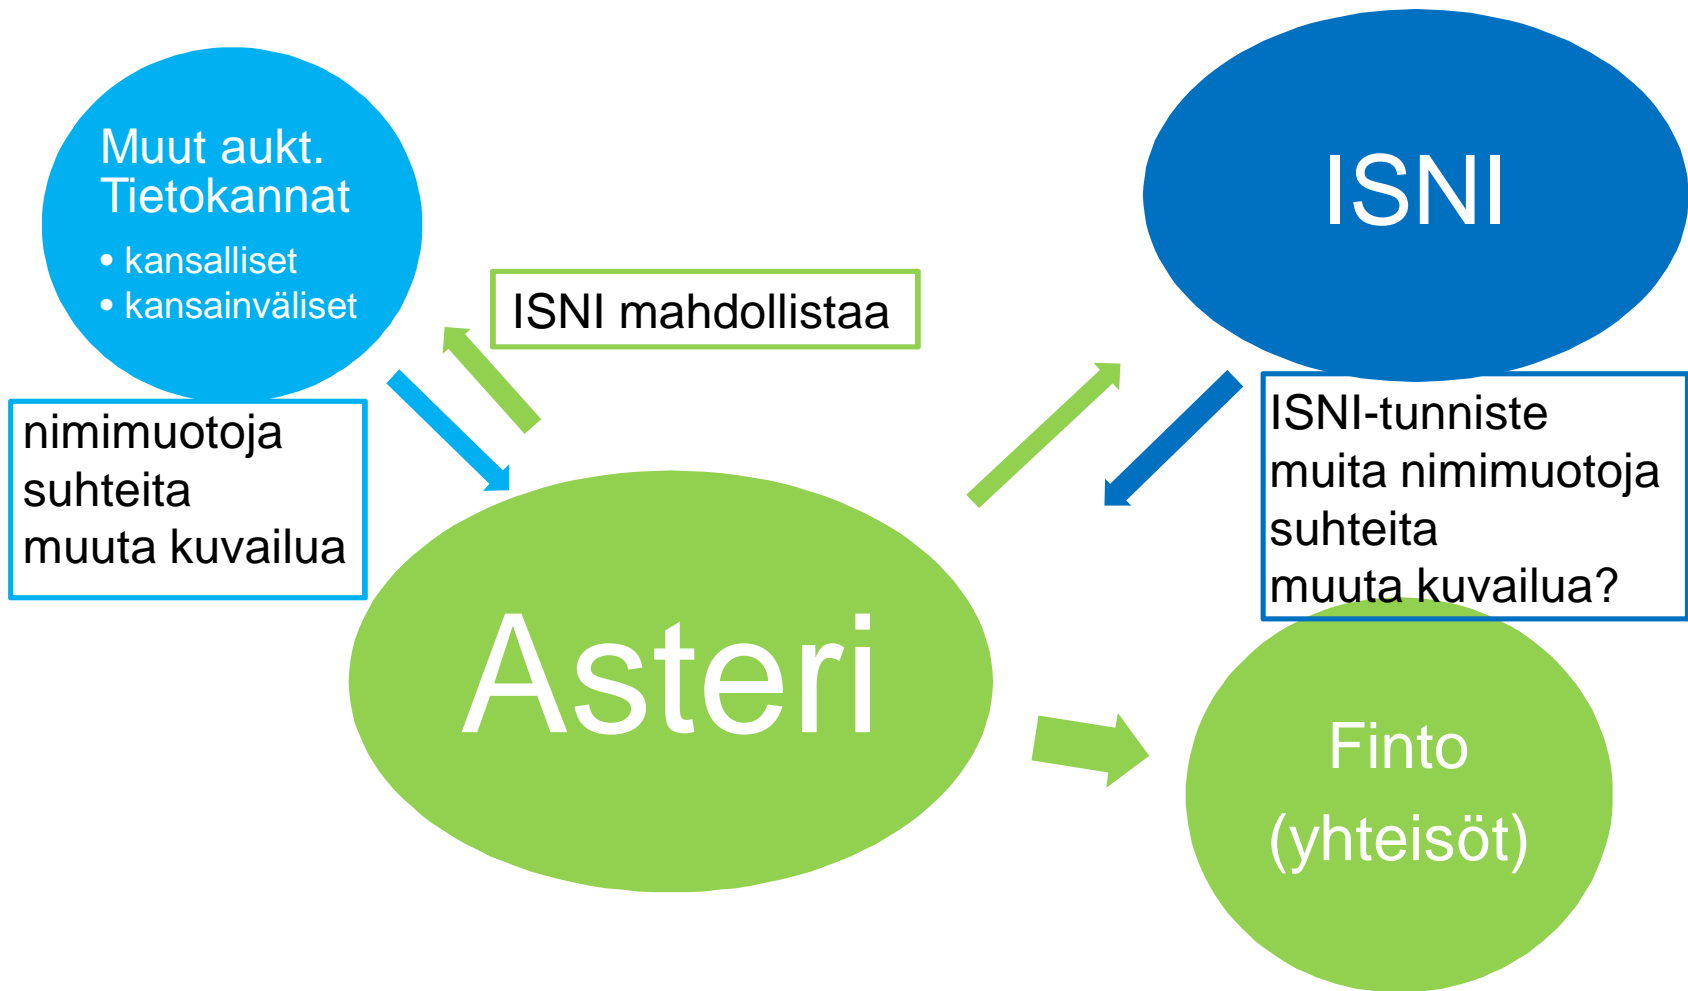 Muut aukt.
Tietokannat
• kansalliset
• kansainväliset
ISNI
ISNI mahdollistaa
nimimuotoja
suhteita
muuta kuvailua
ISNI-tunniste
muita nimimuotoja
suhteita
muuta kuvailua?
Asteri
Finto
(yhteisöt)